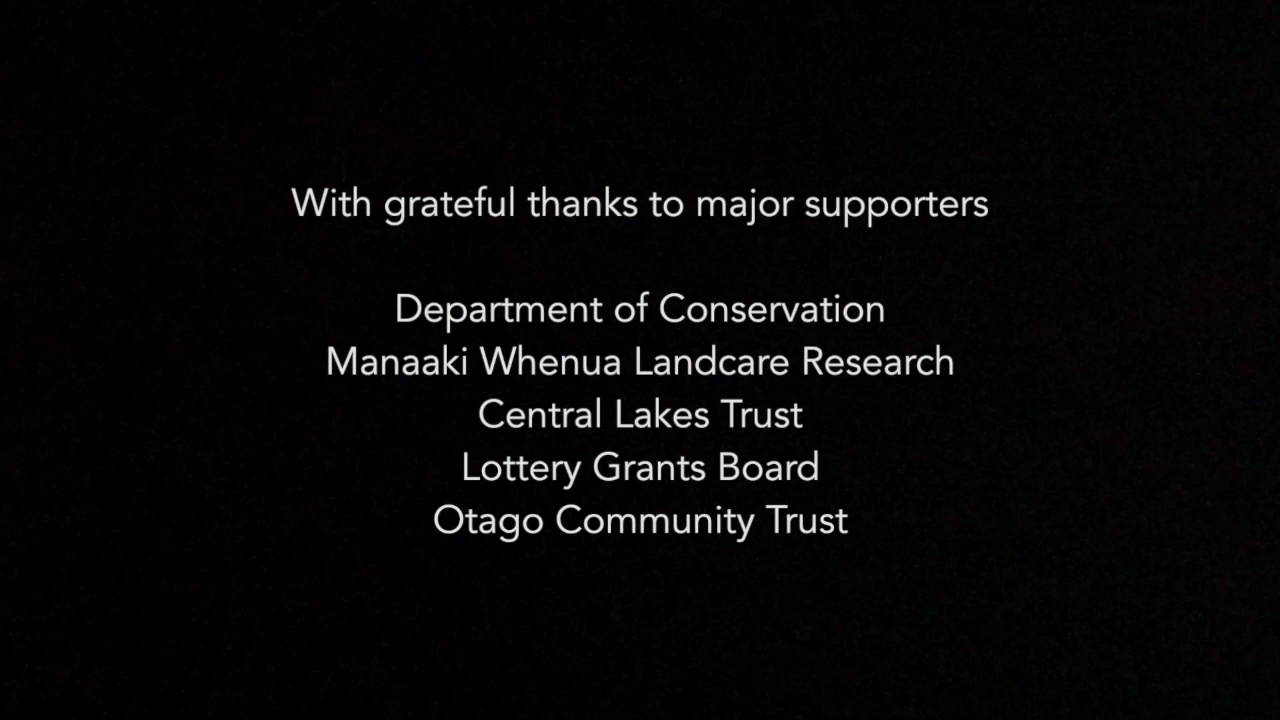 With grateful thanks to major supporters
Department of Conservation
Manaaki Whenua Landcare Research
Central Lakes Trust
Lottery Grants Board
Otago Community Trust